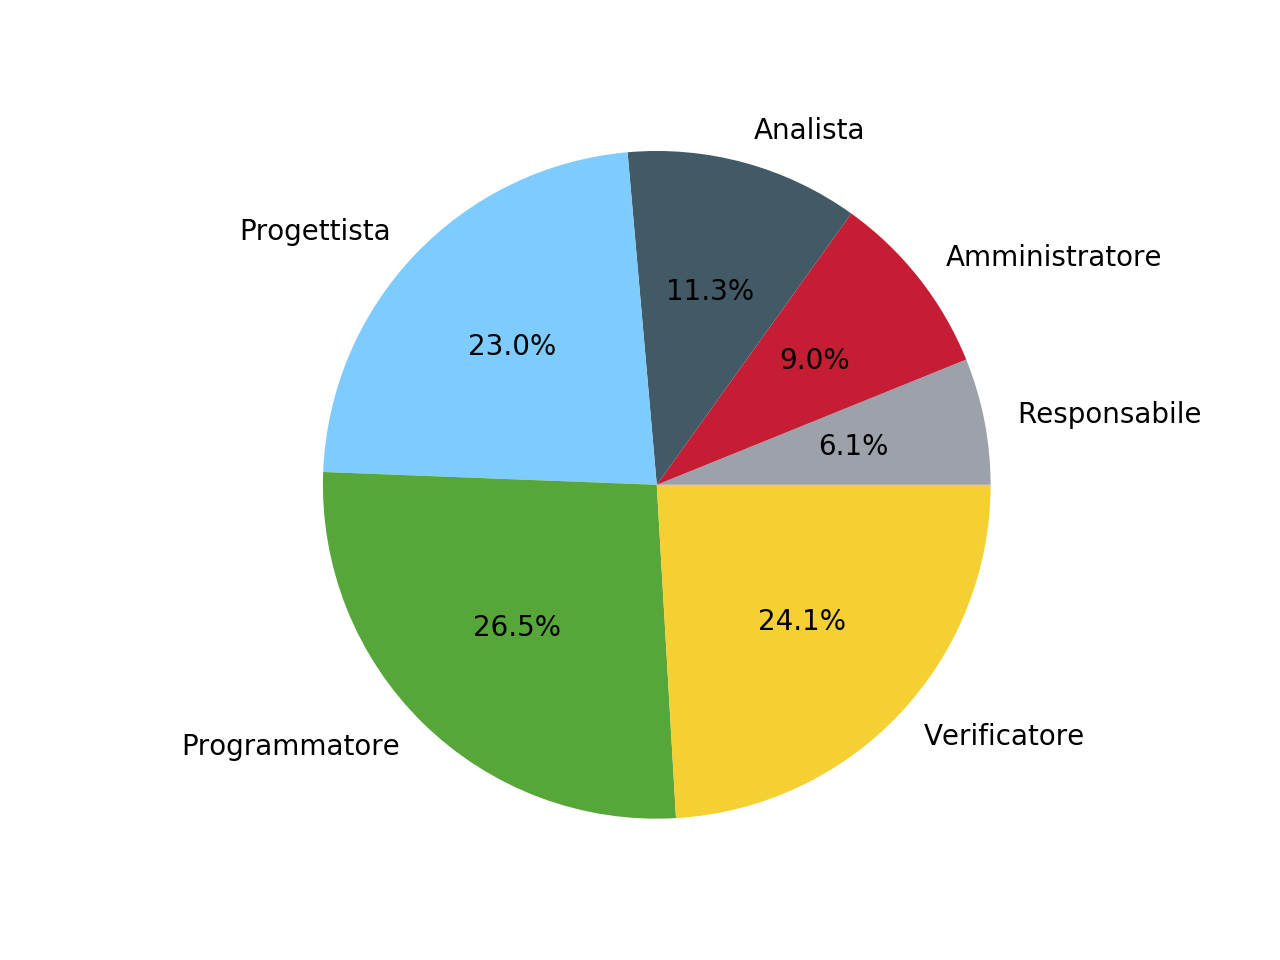 Analista
Progettista
Amministratore
11.3%
23.0%
9.0%
Responsabile
6.1%
26.5%
24.1%
Programmatore
Verificatore